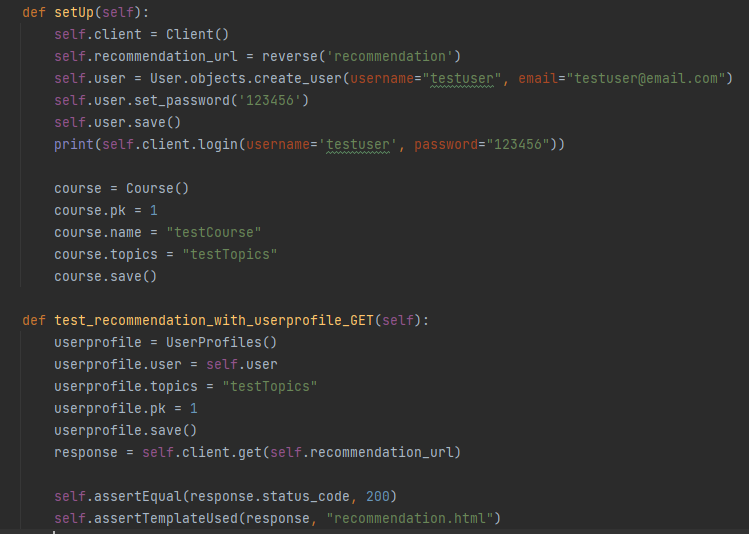 def setUp(self):
    self.client = Client()
    self.recommendation_url = reverse('recommendation')
    self.user = User.objects.create_user(username="testuser", email="testuser@email.com")
    self.user.set_password('123456')
    self.user.save()
    print(self.client.login(username='testuser', password="123456"))

    course = Course()
    course.pk = 1
    course.name = "testCourse"
    course.topics = "testTopics"
    course.save()

def test_recommendation_with_userprofile_GET(self):
    userprofile = UserProfiles()
    userprofile.user = self.user
    userprofile.topics = "testTopics"
    userprofile.pk = 1
    userprofile.save()
    response = self.client.get(self.recommendation_url)

    self.assertEqual(response.status_code, 200)
    self.assertTemplateUsed(response, "recommendation.html")